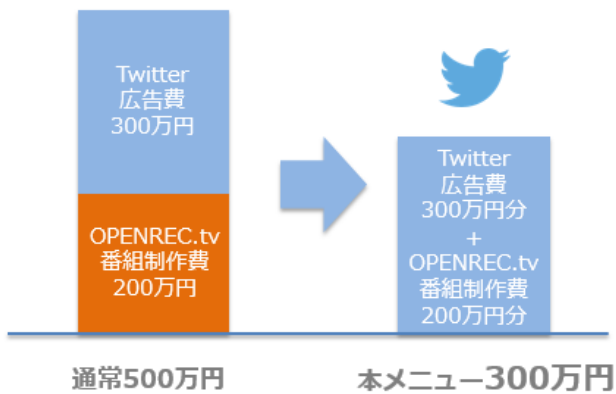 Twitter
広告費
300万円
OPENREC.tv
番組制作費
200万円
通常500万円
Twitter
広告費
300万円分
+
OPENREC.tv
番組制作費
200万円分
本メニュー300万円